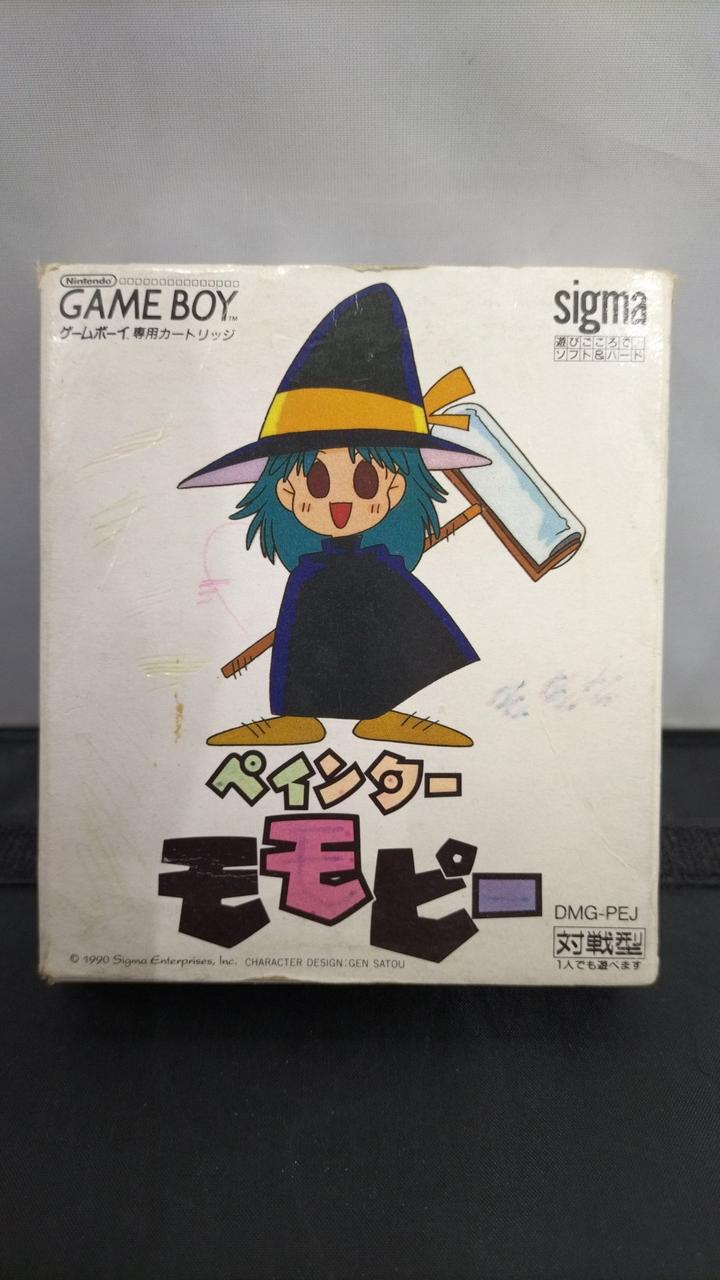 Nintendo
GAME BOY™
ゲームボーイ専用カートリッジ
sigma
遊びごころで、
ソフト&ハード
ペインター
モモピー
DMG-PEJ
対戦型
1人でも遊べます
© 1990 Sigma Enterprises, Inc. CHARACTER DESIGN:GEN SATOU